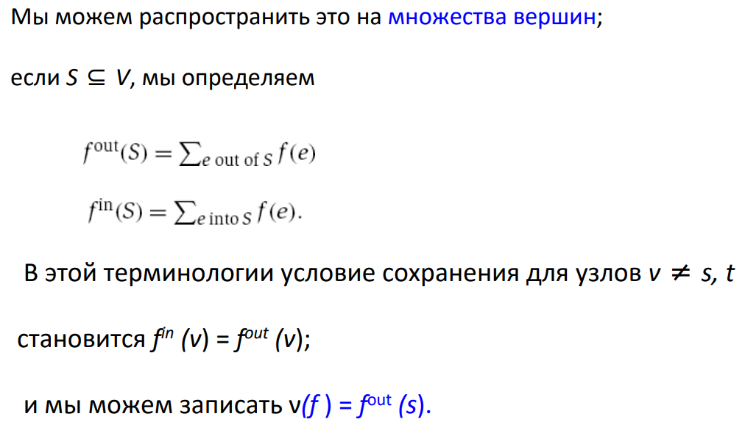 Мы можем распространить это на множества вершин;
если S ⊆ V, мы определяем
f^out(S) = ∑_{e out of S} f(e)
f^in(S) = ∑_{e into S} f(e).
В этой терминологии условие сохранения для узлов v ≠ s, t
становится f^in (v) = f^out (v);
и мы можем записать v(f ) = f^out (s).